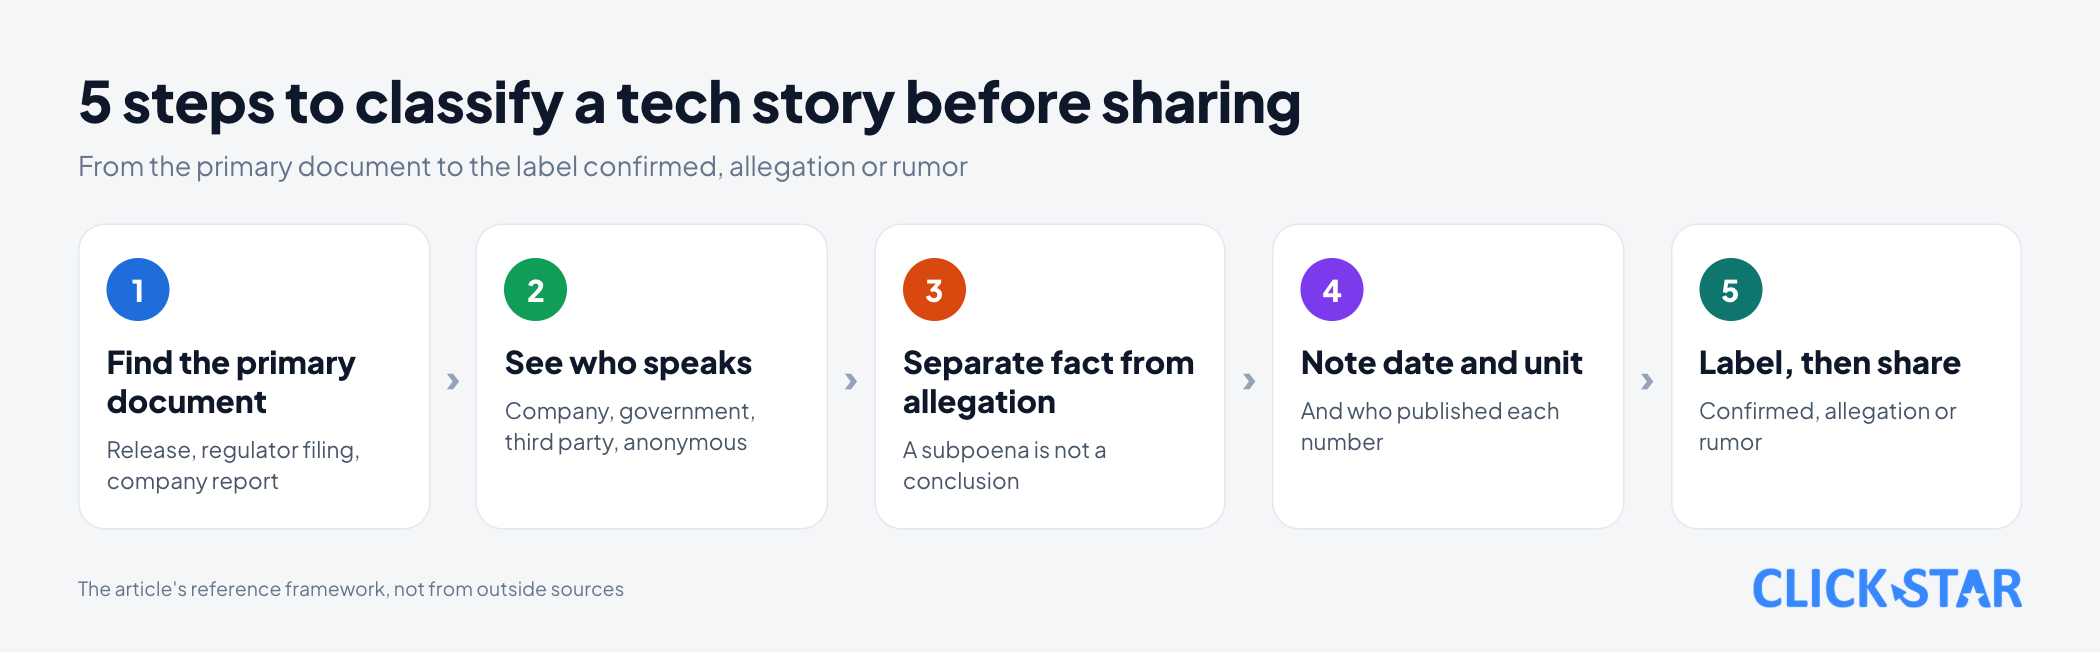 5 steps to classify a tech story before sharing
From the primary document to the label confirmed, allegation or rumor
1
Find the primary
document
Release, regulator filing,
company report
›
2
See who speaks
Company, government,
third party, anonymous
›
3
Separate fact from
allegation
A subpoena is not a
conclusion
›
4
Note date and unit
And who published each
number
›
5
Label, then share
Confirmed, allegation or
rumor
The article's reference framework, not from outside sources
CLICK STAR